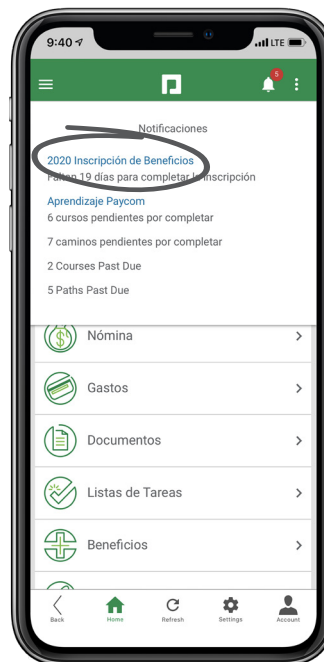 9:40
LTE
5
Notificaciones
2020 Inscripción de Beneficios
Faltan 19 días para completar la inscripción
Aprendizaje Paycom
6 cursos pendientes por completar
7 caminos pendientes por completar
2 Courses Past Due
5 Paths Past Due
Nómina
Gastos
Documentos
Listas de Tareas
Beneficios
Back Home Refresh Settings Account